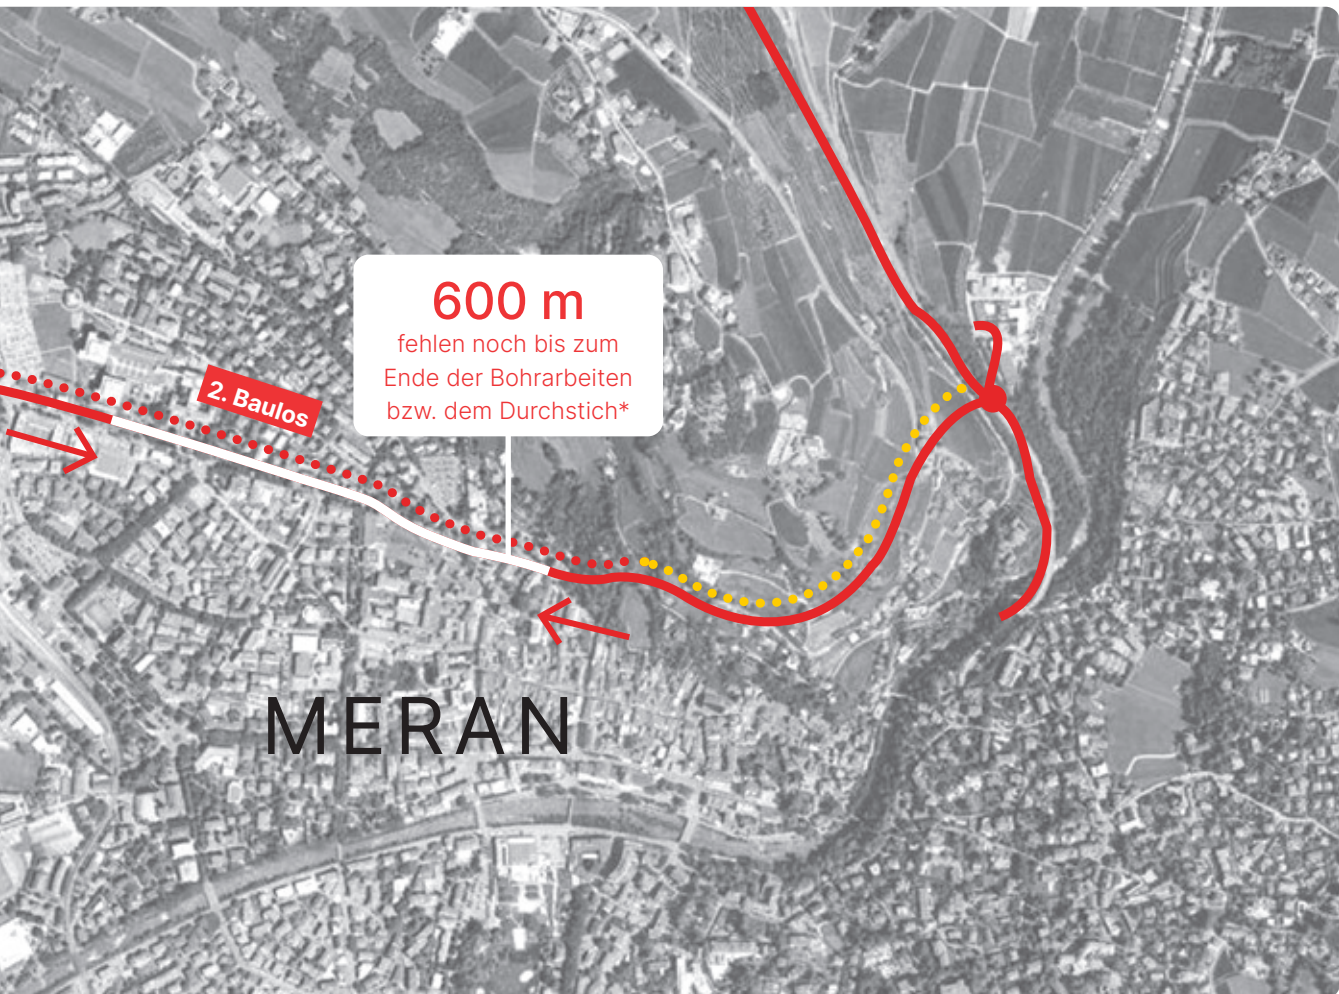 600 m
fehlen noch bis zum
Ende der Bohrarbeiten
bzw. dem Durchstich*
2. Baulos
MERAN